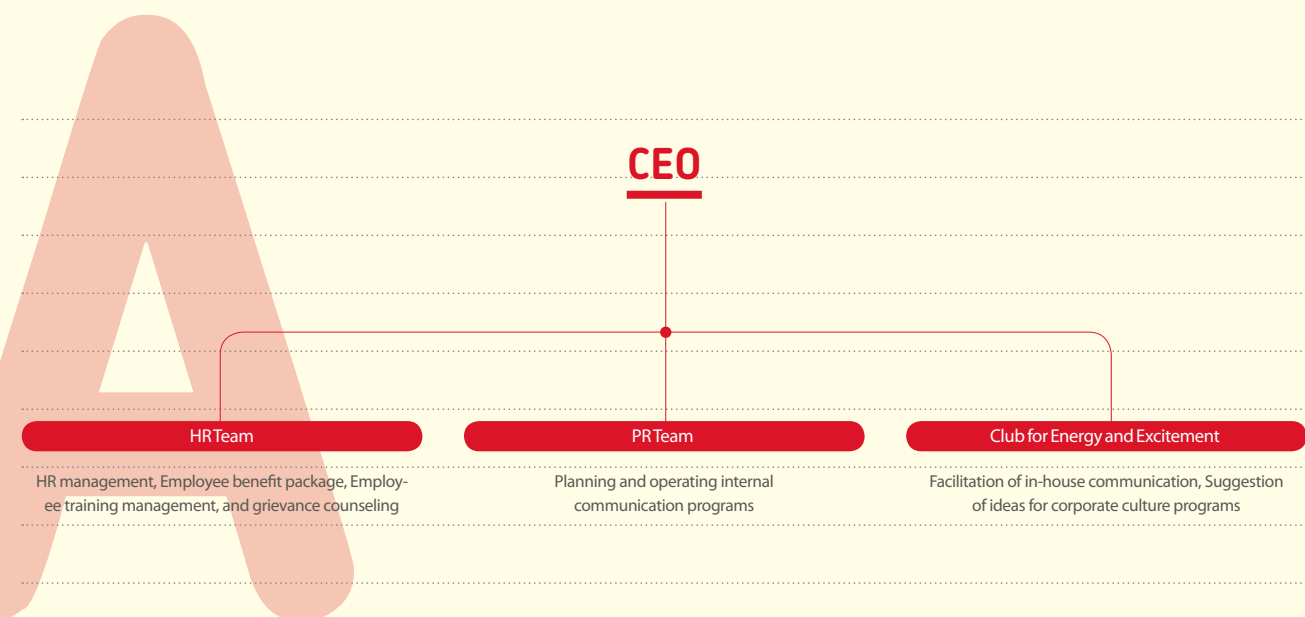 A
CEO
HR Team
HR management, Employee benefit package, Employ-
ee training management, and grievance counseling
PR Team
Planning and operating internal
communication programs
Club for Energy and Excitement
Facilitation of in-house communication, Suggestion
of ideas for corporate culture programs